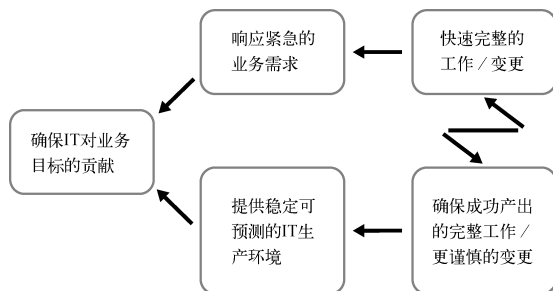 响应紧急的
业务需求
快速完整的
工作/变更
确保IT对业务
目标的贡献
提供稳定可
预测的IT生
产环境
确保成功产出
的完整工作/
更谨慎的变更